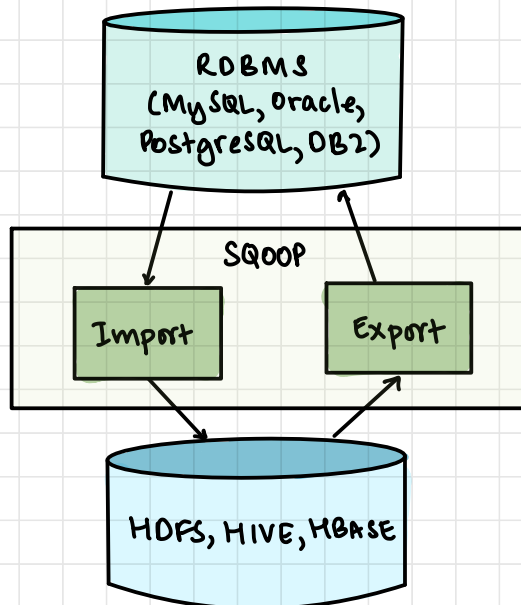 RDBMS
(MySQL, Oracle,
PostgreSQL, DB2)
SQOOP
Import
Export
HDFS, HIVE, HBASE